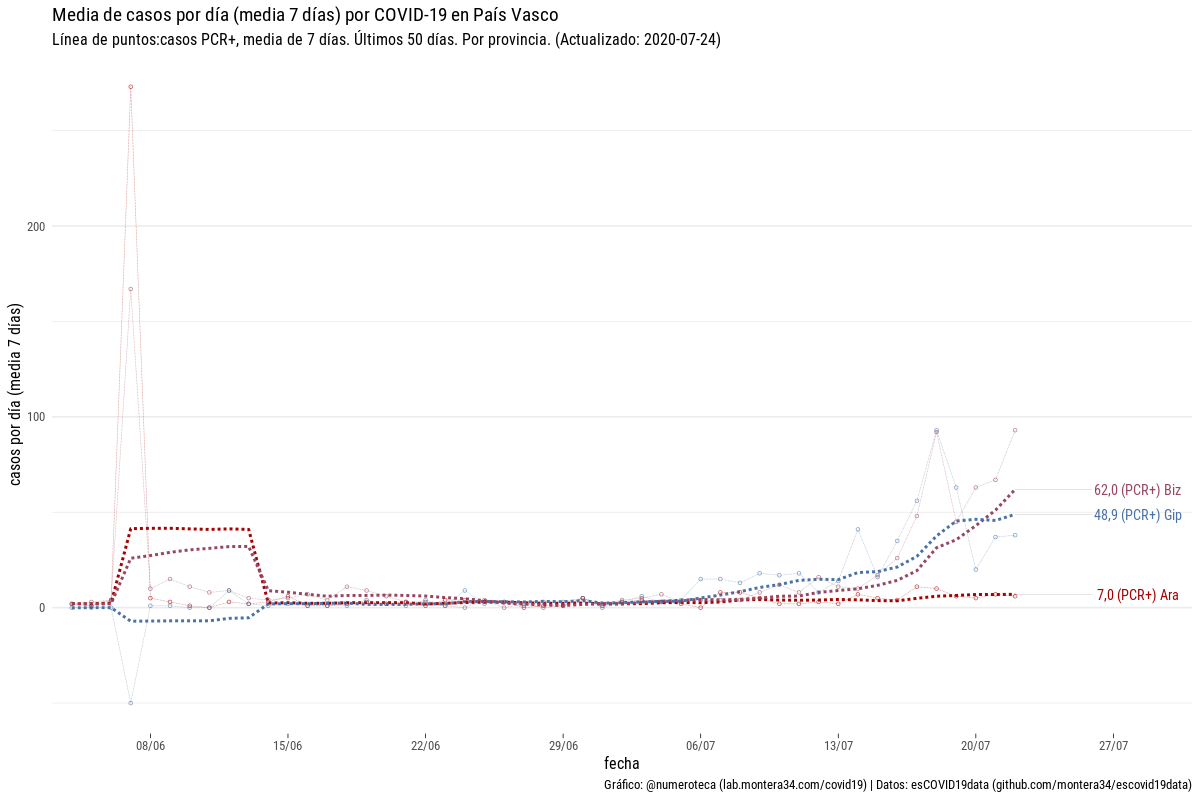 Media de casos por día (media 7 días) por COVID-19 en País Vasco
Línea de puntos:casos PCR+, media de 7 días. Últimos 50 días. Por provincia. (Actualizado: 2020-07-24)
casos por día (media 7 días)
200
100
0
62,0 (PCR+) Biz
48,9 (PCR+) Gip
7,0 (PCR+) Ara
08/06
15/06
22/06
29/06
06/07
13/07
20/07
27/07
fecha
Gráfico: @numeroteca (lab.montera34.com/covid19) | Datos: esCOVID19data (github.com/montera34/escovid19data)